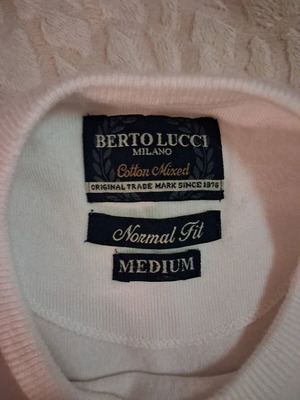 BERTO LUCCI
MILANO
Cotton Mixed
ORIGINAL TRADE MARK SINCE 1976
Normal Fit
MEDIUM